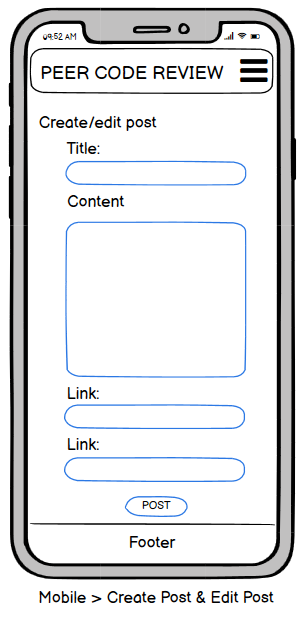 09:52 AM
PEER CODE REVIEW
Create/edit post
Title:
Content
Link:
Link:
POST
Footer
Mobile > Create Post & Edit Post